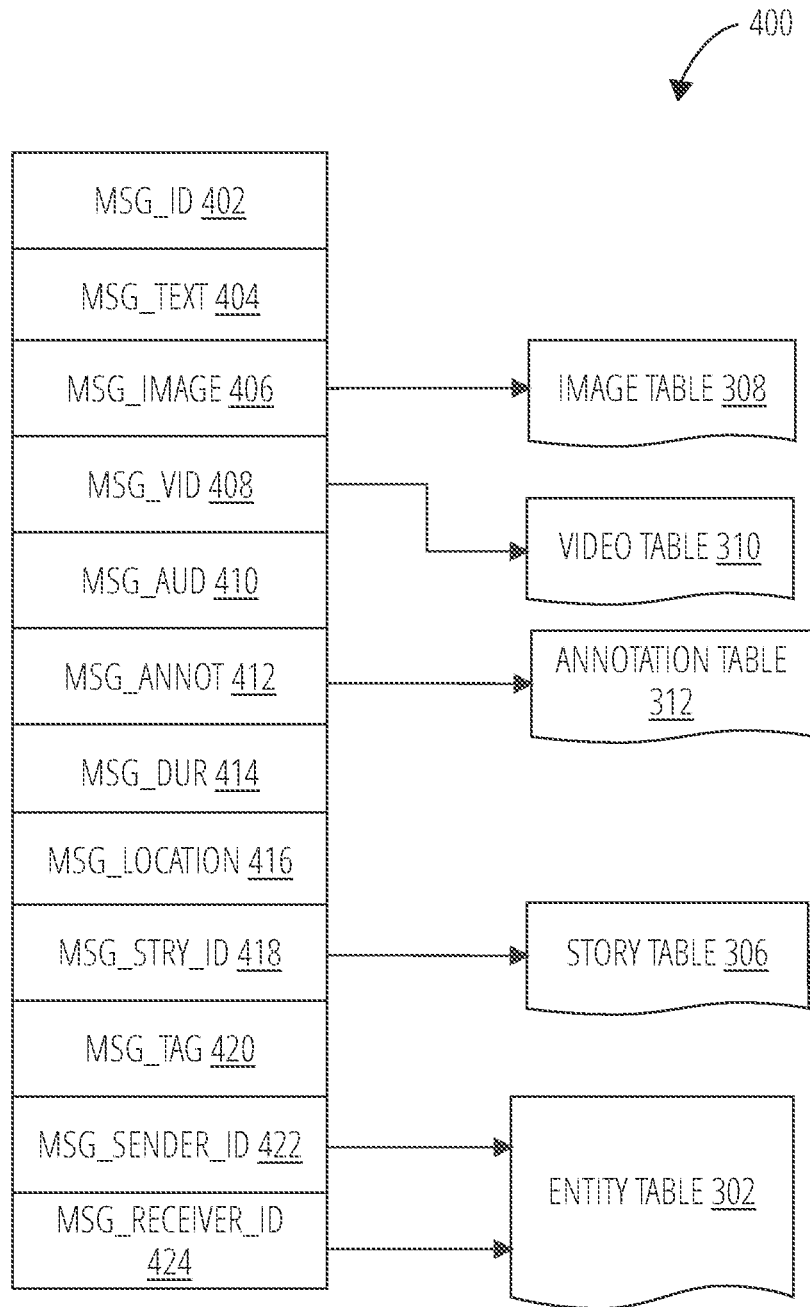 400
MSG_ID 402
MSG_TEXT 404
MSG_IMAGE 406
IMAGE TABLE 308
MSG_VID 408
VIDEO TABLE 310
MSG_AUD 410
MSG_ANNOT 412
ANNOTATION TABLE
312
MSG_DUR 414
MSG_LOCATION 416
MSG_STRY_ID 418
STORY TABLE 306
MSG_TAG 420
MSG_SENDER_ID 422
ENTITY TABLE 302
MSG_RECEIVER_ID
424